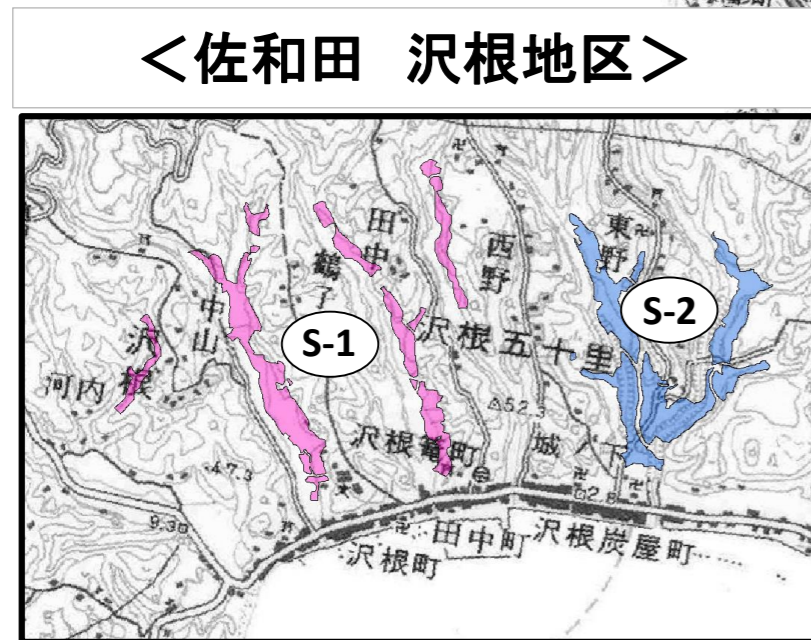 ＜佐和田　沢根地区＞
田中
鶴子
西野
東野
S-2
中山
S-1
沢根五十里
沢根
河内
△52.3
沢根篭町
城ノ下
・47.3
2.8
9.30
田中町
沢根炭屋町
沢根町